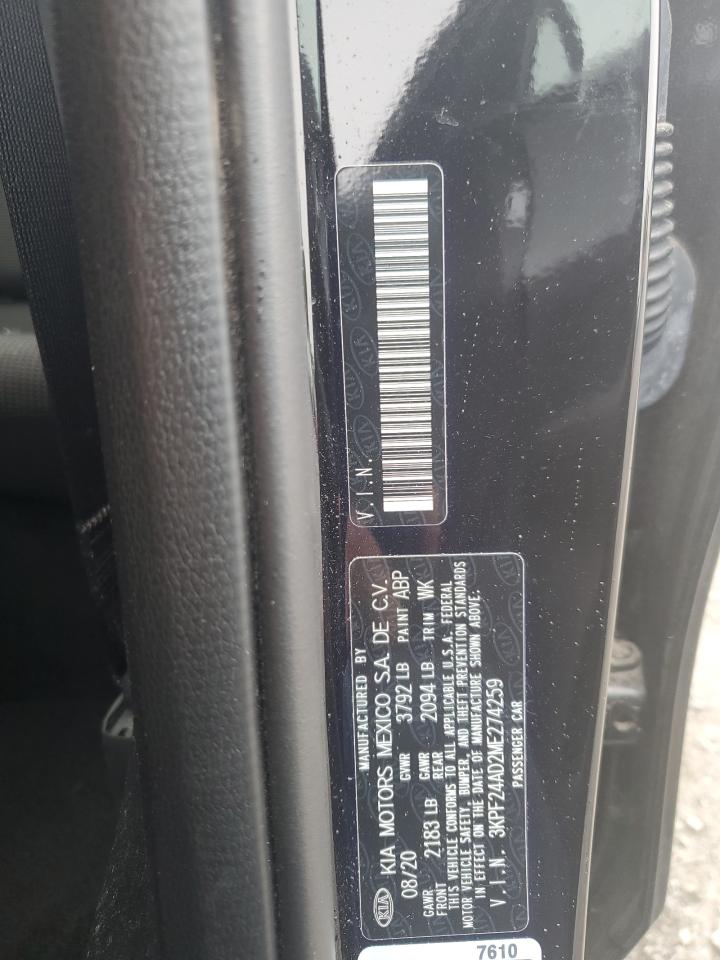 V.I.N.
MANUFACTURED BY
KIA KIA MOTORS MEXICO S.A. DE C.V.
08/20 GVWR 3792 LB PAINT ABP
GAWR FRONT 2183 LB GAWR REAR 2094 LB TRIM WK
THIS VEHICLE CONFORMS TO ALL APPLICABLE U.S.A. FEDERAL
MOTOR VEHICLE SAFETY, BUMPER, AND THEFT PREVENTION STANDARDS
IN EFFECT ON THE DATE OF MANUFACTURE SHOWN ABOVE.
V.I.N. 3KPF24AD2ME274259
PASSENGER CAR
7610